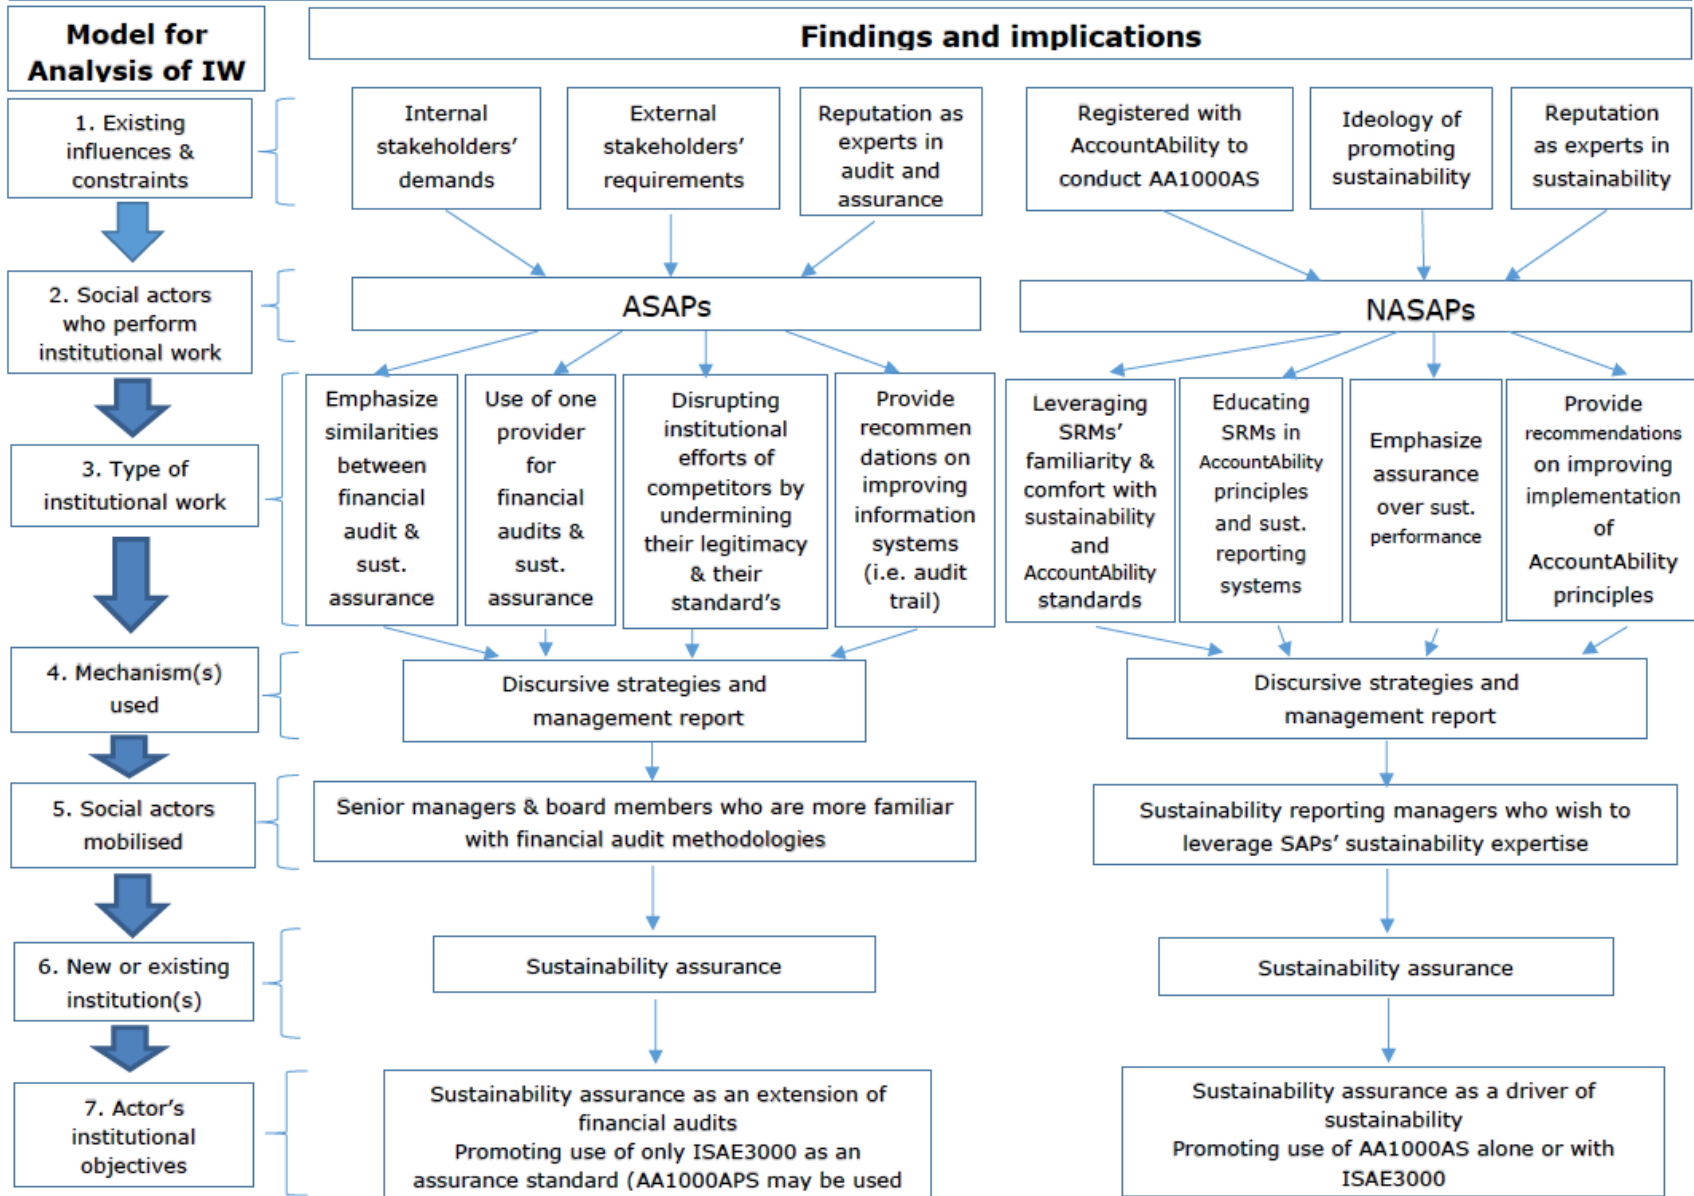 Model for
Analysis of IW
Findings and implications
1. Existing
influences &
constraints
Internal
stakeholders'
demands
External
stakeholders'
requirements
Reputation as
experts in
audit and
assurance
Registered with
AccountAbility to
conduct AA1000AS
Ideology of
promoting
sustainability
Reputation
as experts in
sustainability
2. Social actors
who perform
institutional work
ASAPs
NASAPs
3. Type of
institutional work
Emphasize
similarities
between
financial
audit &
sust.
assurance
Use of one
provider
for
financial
audits &
sust.
assurance
Disrupting
institutional
efforts of
competitors by
undermining
their legitimacy
& their
standard's
Provide
recommen
dations on
improving
information
systems
(i.e. audit
trail)
Leveraging
SRMs'
familiarity &
comfort with
sustainability
and
AccountAbility
standards
Educating
SRMs in
AccountAbility
principles
and sust.
reporting
systems
Emphasize
assurance
over sust.
performance
Provide
recommendations
on improving
implementation
of
AccountAbility
principles
4. Mechanism(s)
used
Discursive strategies and
management report
Discursive strategies and
management report
5. Social actors
mobilised
Senior managers & board members who are more familiar
with financial audit methodologies
Sustainability reporting managers who wish to
leverage SAPs' sustainability expertise
6. New or existing
institution(s)
Sustainability assurance
Sustainability assurance
7. Actor's
institutional
objectives
Sustainability assurance as an extension of
financial audits
Promoting use of only ISAE3000 as an
assurance standard (AA1000APS may be used
Sustainability assurance as a driver of
sustainability
Promoting use of AA1000AS alone or with
ISAE3000